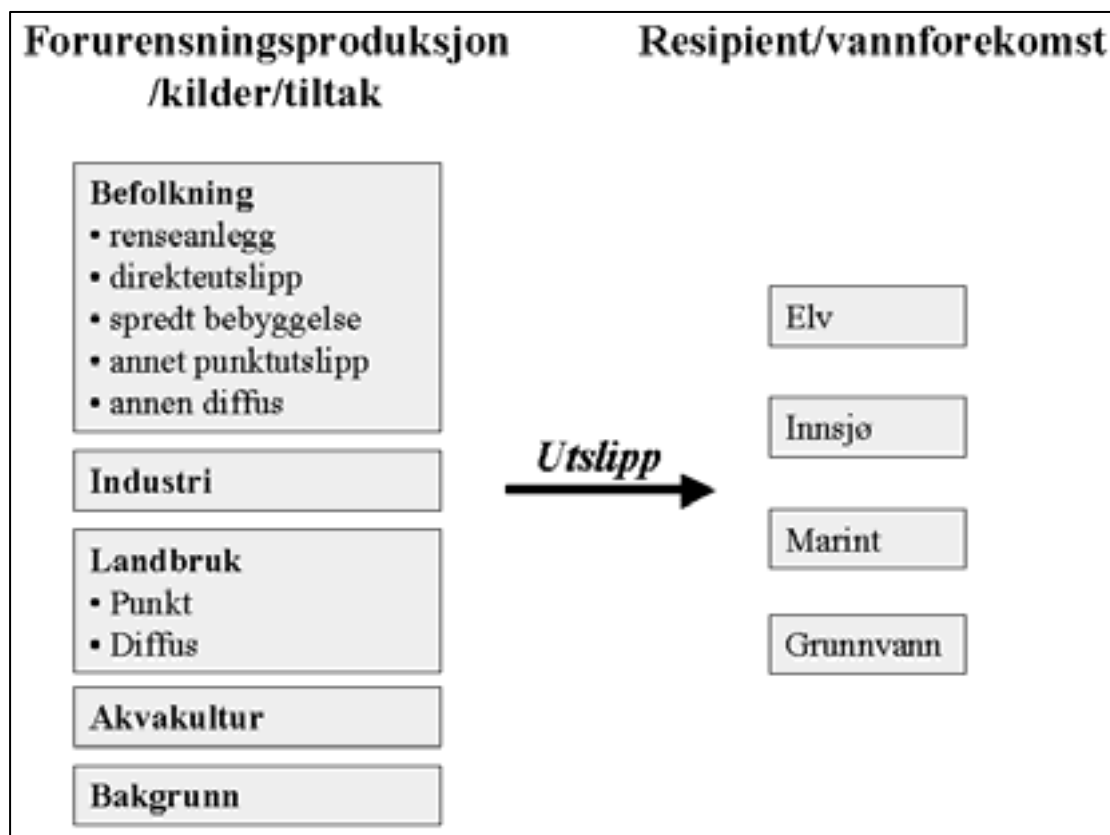 Forurensningsproduksjon
/kilder/tiltak
Befolkning
• renseanlegg
• direkteutslipp
• spredt bebyggelse
• annet punktutslipp
• annen diffus
Industri
Landbruk
• Punkt
• Diffus
Akvakultur
Bakgrunn
Utslipp
Resipient/vannforekomst
Elv
Innsjø
Marint
Grunnvann